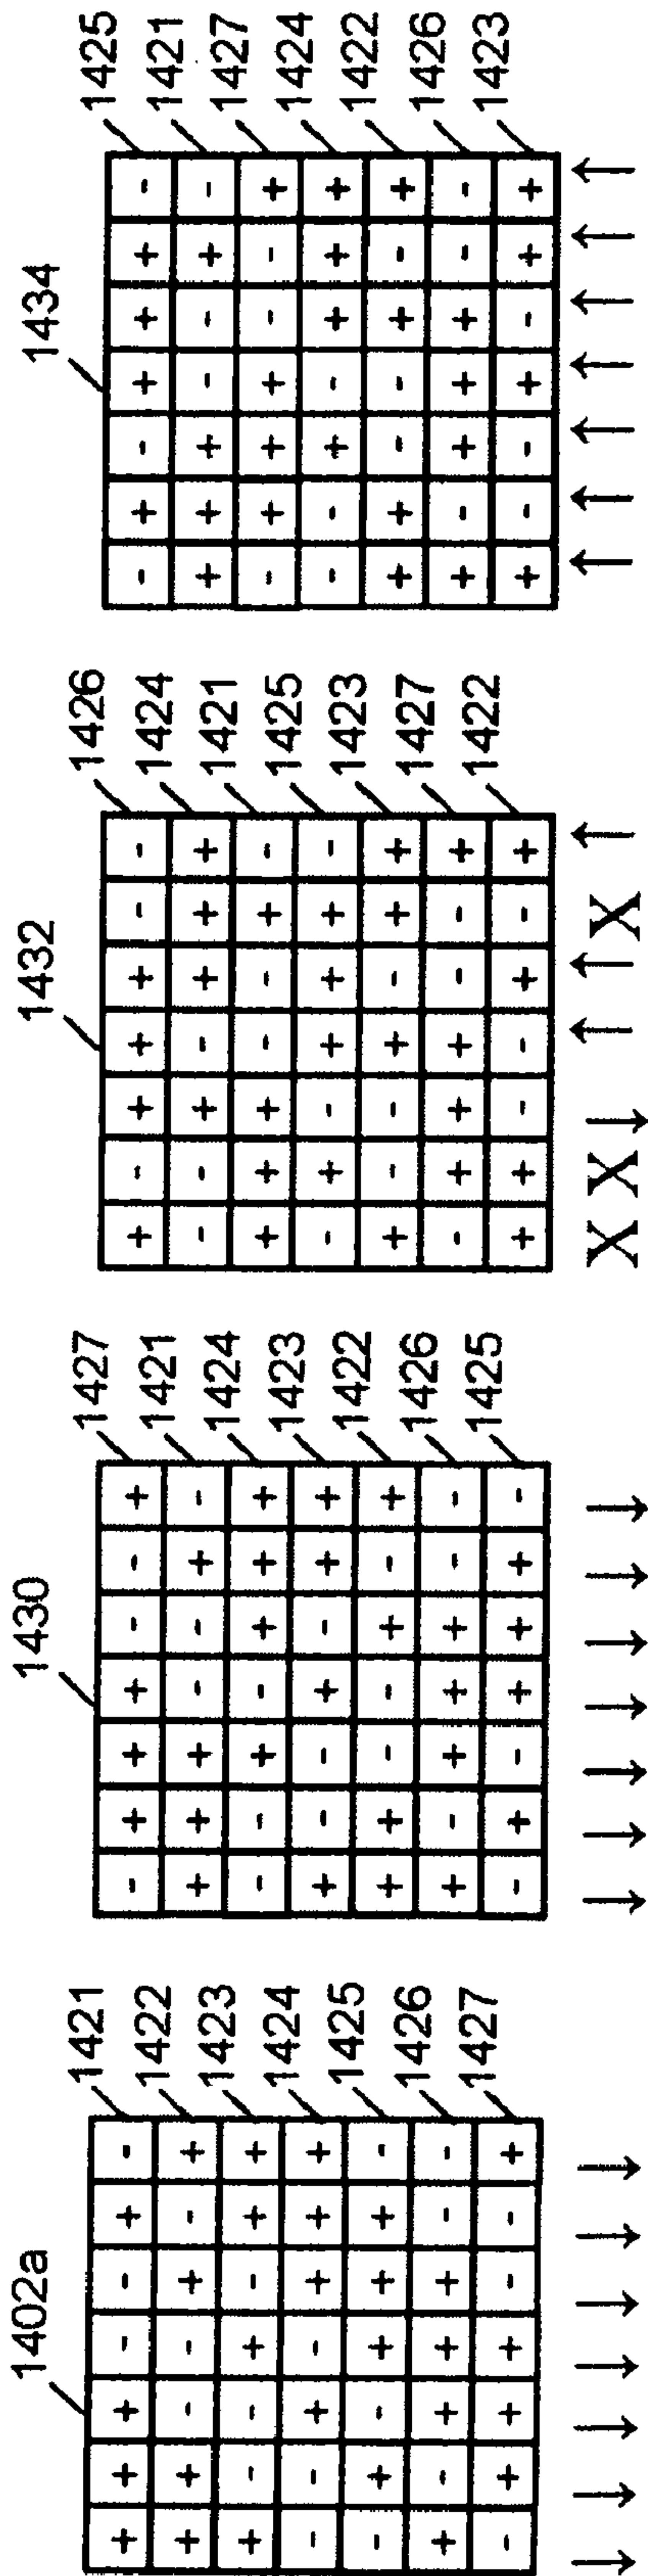 1402a
+ + + - - + - 1421
+ + - - + - + 1422
+ - - + - + + 1423
- - + - + + + 1424
- + - + + + - 1425
+ - + + + - - 1426
- + + + - - + 1427
↓ ↓ ↓ ↓ ↓ ↓ ↓
1430
- + + + - - + 1427
+ + + - - + - 1421
- - + - + + + 1424
+ - - + - + + 1423
+ + - - + - + 1422
+ - + + + - - 1426
- + - + + + - 1425
↓ ↓ ↓ ↓ ↓ ↓ ↓
1432
+ - + + + - - 1426
- - + - + + + 1424
+ + + - - + - 1421
- + - + + + - 1425
+ - - + - + + 1423
- + + + - - + 1427
+ + - - + - + 1422
X X ↓ ↑ ↑ X ↑
1434
- + - + + + - 1425
+ + + - - + - 1421
- + + + - - + 1427
- - + - + + + 1424
+ + - - + - + 1422
+ - + + + - - 1426
+ - - + - + + 1423
↑ ↑ ↑ ↑ ↑ ↑ ↑